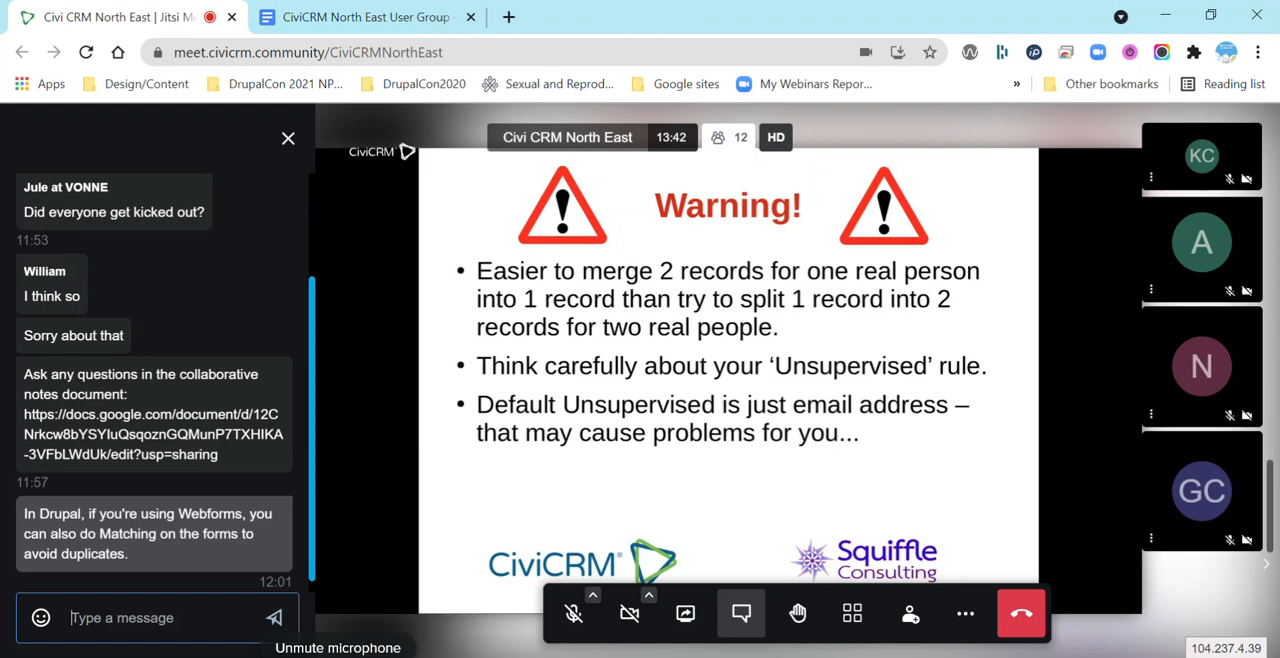 Civi CRM North East | Jitsi M
CiviCRM North East User Group -
meet.civicrm.community/CiviCRMNorthEast
Apps
Design/Content
DrupalCon 2021 NP...
DrupalCon2020
Sexual and Reprod...
Google sites
My Webinars Repor...
»
Other bookmarks
Reading list
Jule at VONNE
Did everyone get kicked out?
11:53
William
I think so
Sorry about that
Ask any questions in the collaborative
notes document:
https://docs.google.com/document/d/12C
Nrkcw8bYSYIuQsqoznGQMunP7TXHIKA
-3VFbLWdUk/edit?usp=sharing
11:57
In Drupal, if you're using Webforms, you
can also do Matching on the forms to
avoid duplicates.
12:01
Type a message
Unmute microphone
CiviCRM
Civi CRM North East 13:42 12 HD
Warning!
• Easier to merge 2 records for one real person
into 1 record than try to split 1 record into 2
records for two real people.
• Think carefully about your ‘Unsupervised’ rule.
• Default Unsupervised is just email address –
that may cause problems for you...
CiviCRM®
Squiffle
Consulting
KC
A
N
GC
104.237.4.39